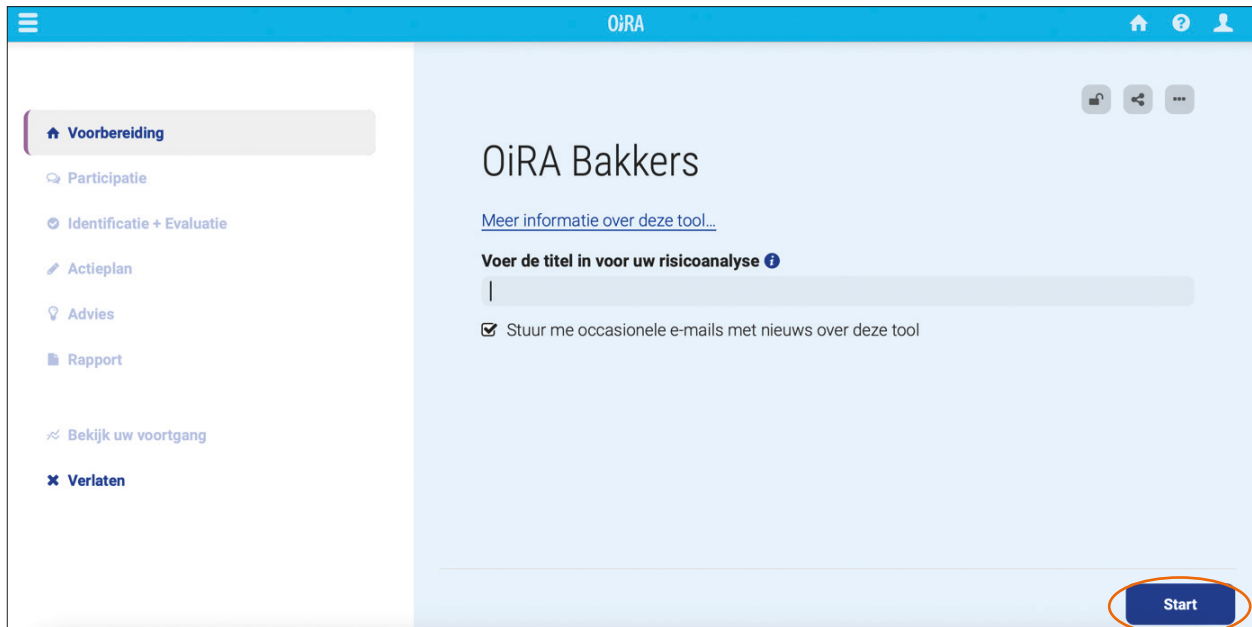 OiRA
Voorbereiding
Participatie
Identificatie + Evaluatie
Actieplan
Advies
Rapport
Bekijk uw voortgang
Verlaten
OiRA Bakkers
Meer informatie over deze tool...
Voer de titel in voor uw risicoanalyse
Stuur me occasionele e-mails met nieuws over deze tool
Start